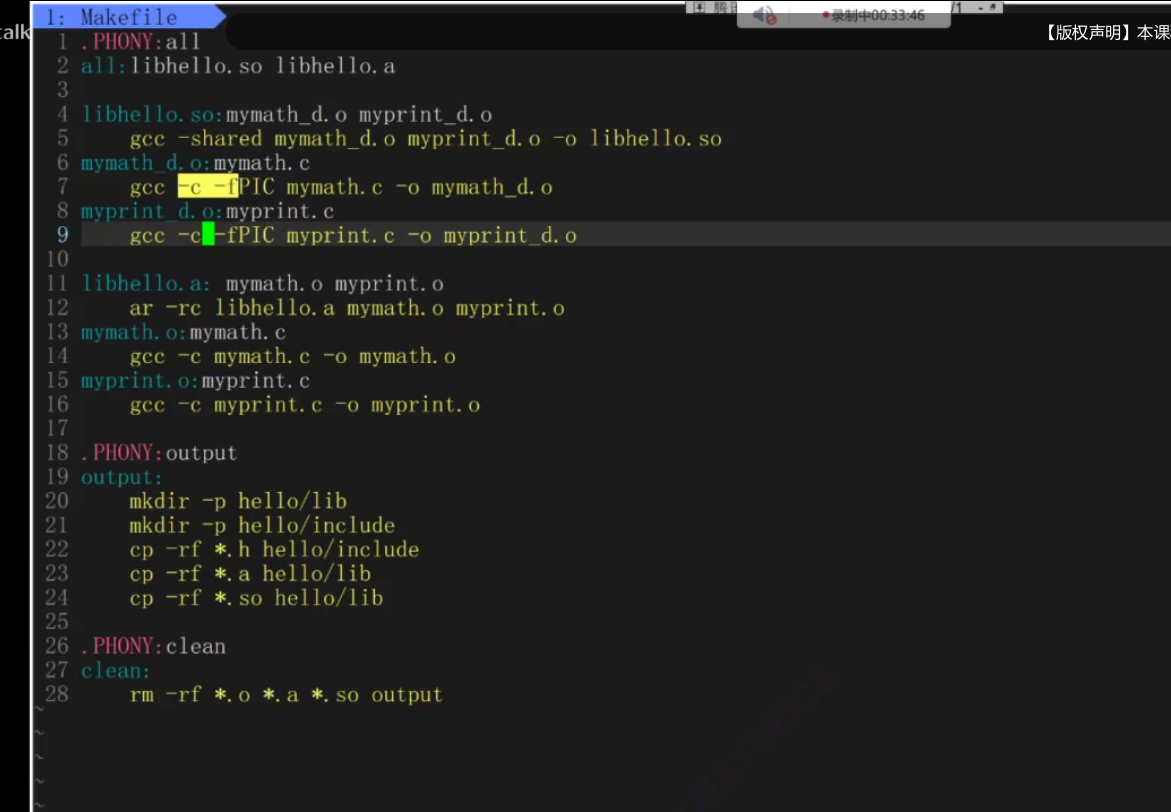 talk
1: Makefile
录制中00:33:46
/1
【版权声明】本课
1 .PHONY:all
2 all:libhello.so libhello.a
3
4 libhello.so:mymath_d.o myprint_d.o
5     gcc -shared mymath_d.o myprint_d.o -o libhello.so
6 mymath_d.o:mymath.c
7     gcc -c -fPIC mymath.c -o mymath_d.o
8 myprint_d.o:myprint.c
9     gcc -c -fPIC myprint.c -o myprint_d.o
10
11 libhello.a: mymath.o myprint.o
12     ar -rc libhello.a mymath.o myprint.o
13 mymath.o:mymath.c
14     gcc -c mymath.c -o mymath.o
15 myprint.o:myprint.c
16     gcc -c myprint.c -o myprint.o
17
18 .PHONY:output
19 output:
20     mkdir -p hello/lib
21     mkdir -p hello/include
22     cp -rf *.h hello/include
23     cp -rf *.a hello/lib
24     cp -rf *.so hello/lib
25
26 .PHONY:clean
27 clean:
28     rm -rf *.o *.a *.so output
~
~
~
~
~